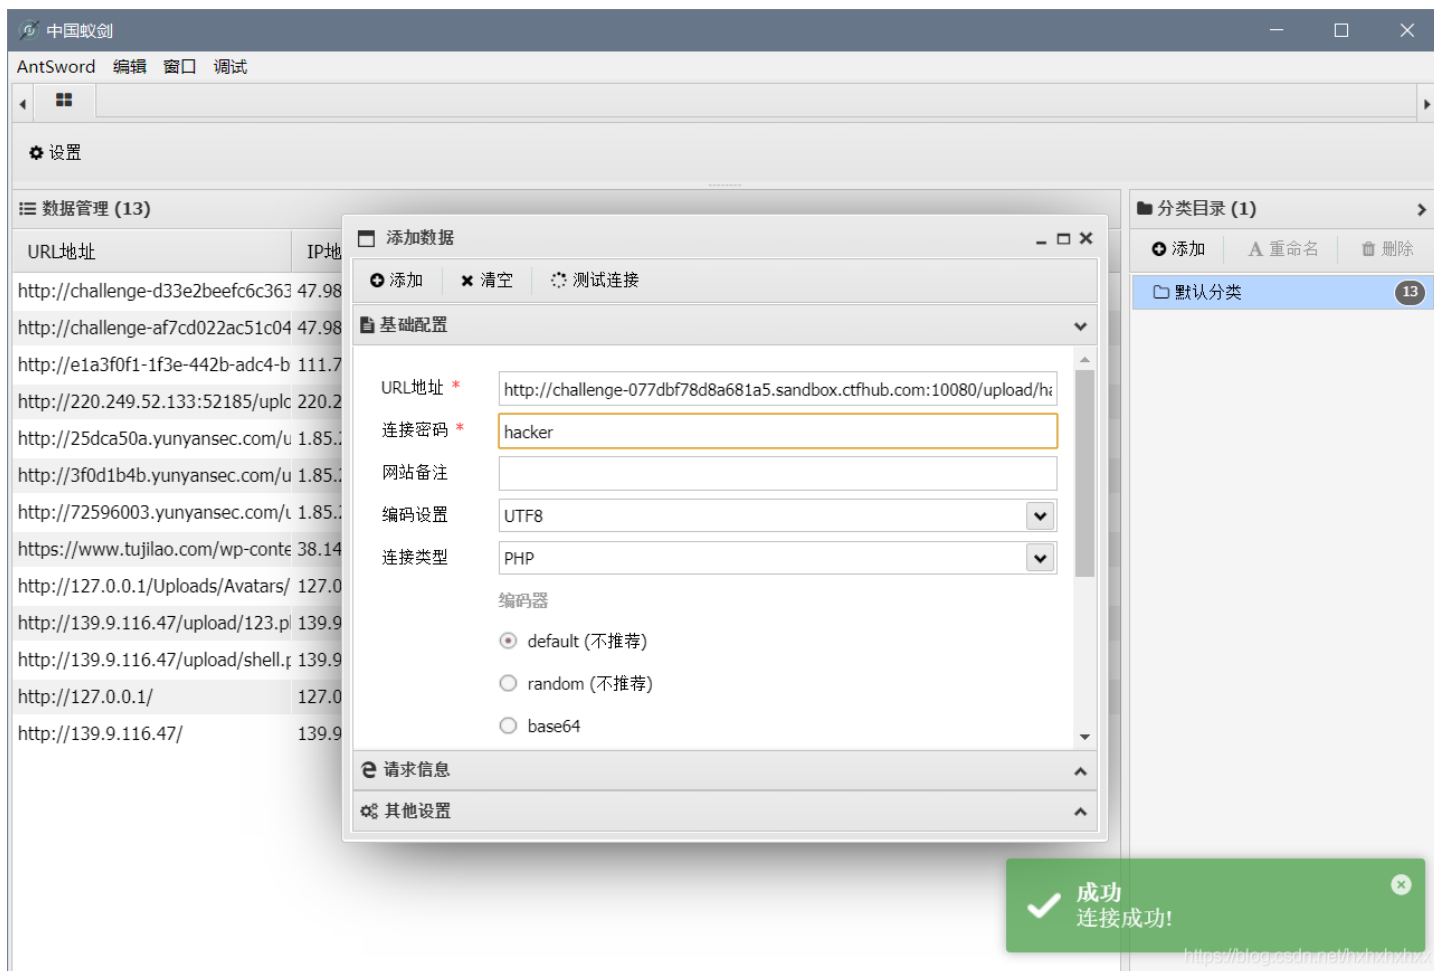 中国蚁剑
AntSword 编辑 窗口 调试
设置
数据管理 (13)
URL地址 IP地
http://challenge-d33e2beefc6c363 47.98
http://challenge-af7cd022ac51c04 47.98
http://e1a3f0f1-1f3e-442b-adc4-b 111.7
http://220.249.52.133:52185/uplo 220.2
http://25dca50a.yunyansec.com/u 1.85.2
http://3f0d1b4b.yunyansec.com/u 1.85.2
http://72596003.yunyansec.com/u 1.85.2
https://www.tujilao.com/wp-conte 38.14
http://127.0.0.1/Uploads/Avatars/ 127.0
http://139.9.116.47/upload/123.p 139.9
http://139.9.116.47/upload/shell.p 139.9
http://127.0.0.1/ 127.0
http://139.9.116.47/ 139.9
添加数据
添加 清空 测试连接
基础配置
URL地址 * http://challenge-077dbf78d8a681a5.sandbox.ctfhub.com:10080/upload/ha
连接密码 * hacker
网站备注
编码设置 UTF8
连接类型 PHP
编码器
default (不推荐)
random (不推荐)
base64
请求信息
其他设置
分类目录 (1)
添加 重命名 删除
默认分类 13
成功
连接成功!
https://blog.csdn.net/hxhxhxhxx